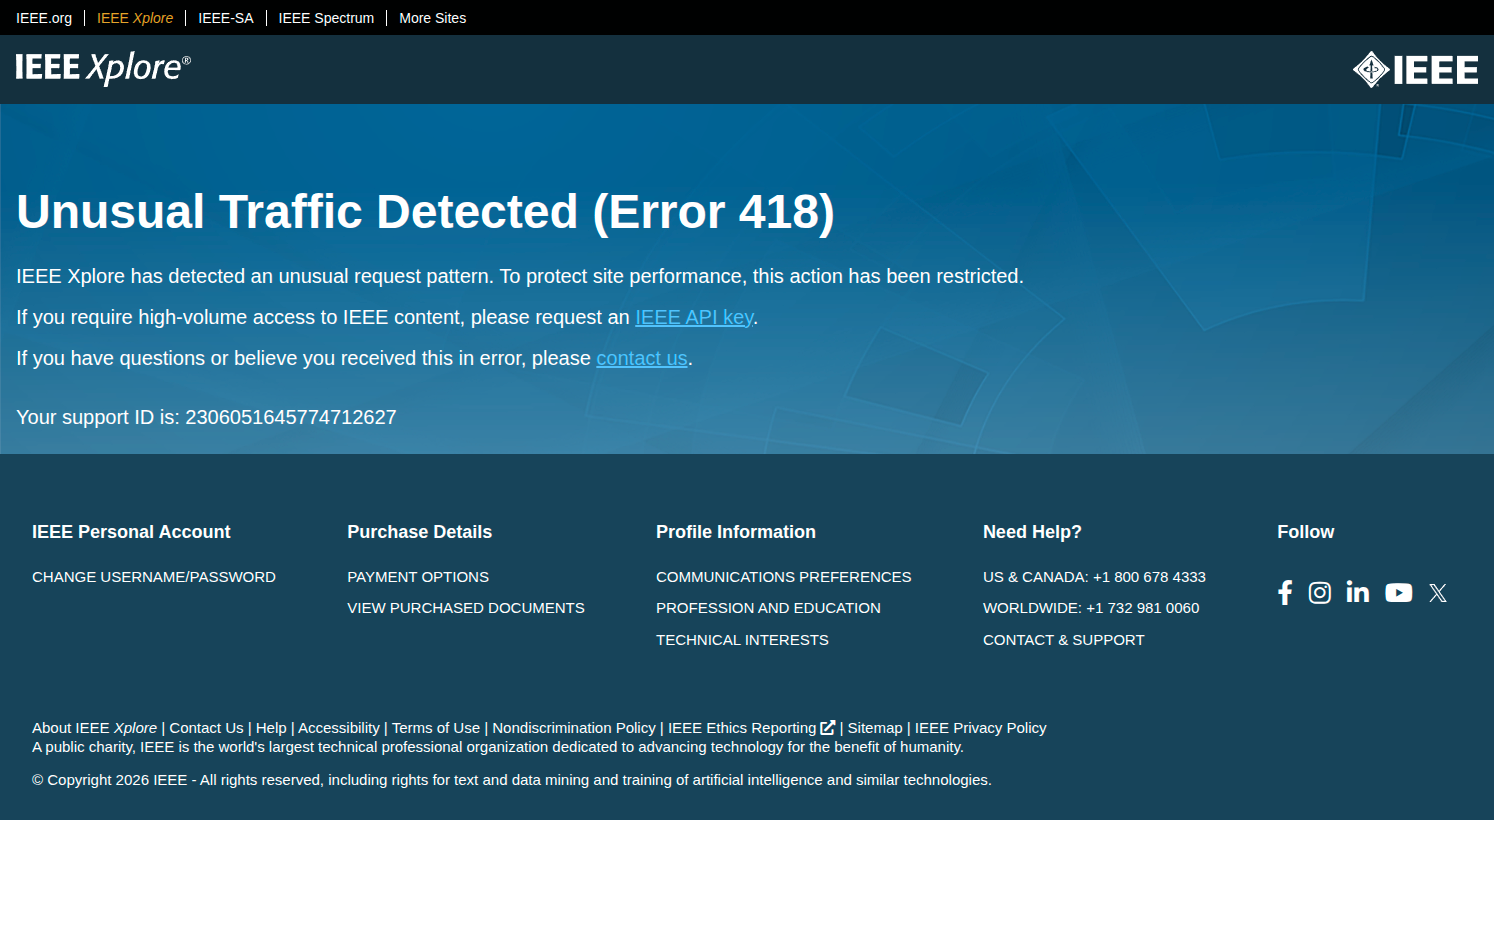 IEEE.org
IEEE Xplore
IEEE-SA
IEEE Spectrum
More Sites
IEEE Xplore®
IEEE
Unusual Traffic Detected (Error 418)
IEEE Xplore has detected an unusual request pattern. To protect site performance, this action has been restricted.
If you require high-volume access to IEEE content, please request an IEEE API key.
If you have questions or believe you received this in error, please contact us.
Your support ID is: 2306051645774712627
IEEE Personal Account
CHANGE USERNAME/PASSWORD
Purchase Details
PAYMENT OPTIONS
VIEW PURCHASED DOCUMENTS
Profile Information
COMMUNICATIONS PREFERENCES
PROFESSION AND EDUCATION
TECHNICAL INTERESTS
Need Help?
US & CANADA: +1 800 678 4333
WORLDWIDE: +1 732 981 0060
CONTACT & SUPPORT
Follow
About IEEE Xplore | Contact Us | Help | Accessibility | Terms of Use | Nondiscrimination Policy | IEEE Ethics Reporting | Sitemap | IEEE Privacy Policy
A public charity, IEEE is the world's largest technical professional organization dedicated to advancing technology for the benefit of humanity.
© Copyright 2026 IEEE - All rights reserved, including rights for text and data mining and training of artificial intelligence and similar technologies.